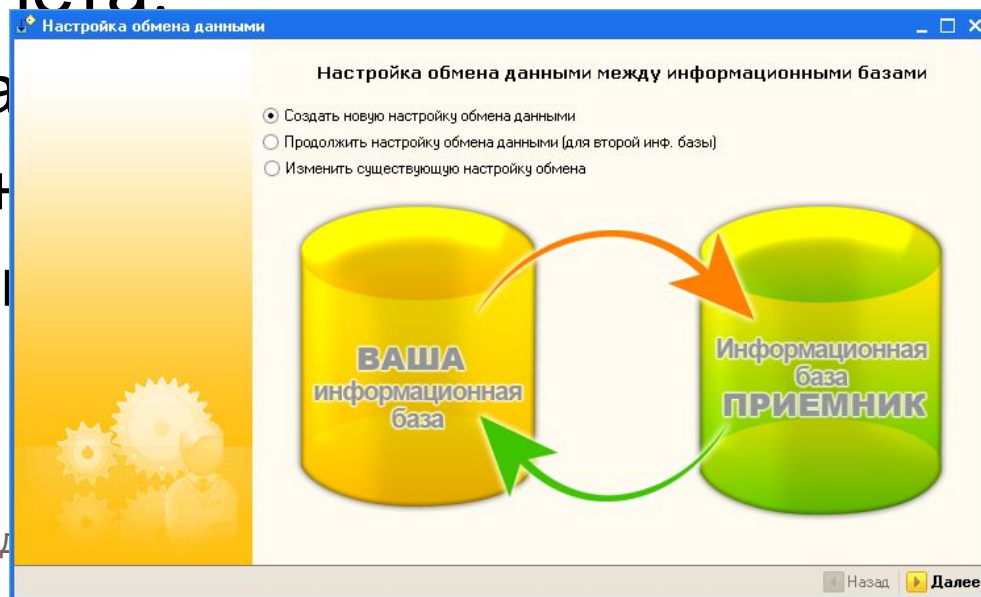 Настройка обмена данными
Настройка обмена данными между информационными базами
Создать новую настройку обмена данными
Продолжить настройку обмена данными (для второй инф. базы)
Изменить существующую настройку обмена
ВАША
информационная
база
Информационная
база
ПРИЕМНИК
Назад
Далее